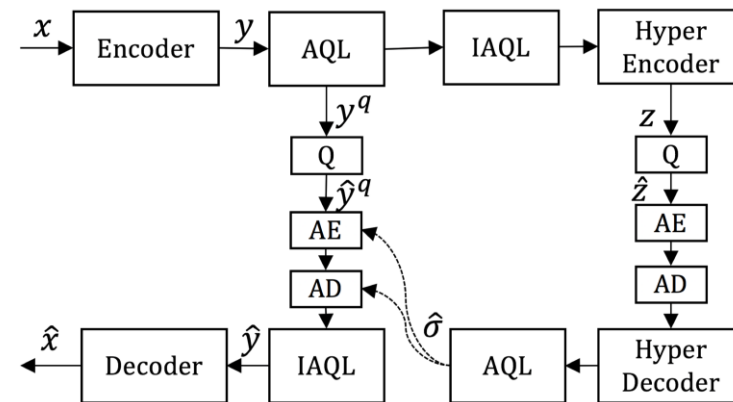 x
Encoder
y
AQL
IAQL
Hyper
Encoder
y^q
z
Q
Q
ŷ^q
ẑ
AE
AE
AD
AD
σ̂
x̂
Decoder
ŷ
IAQL
AQL
Hyper
Decoder